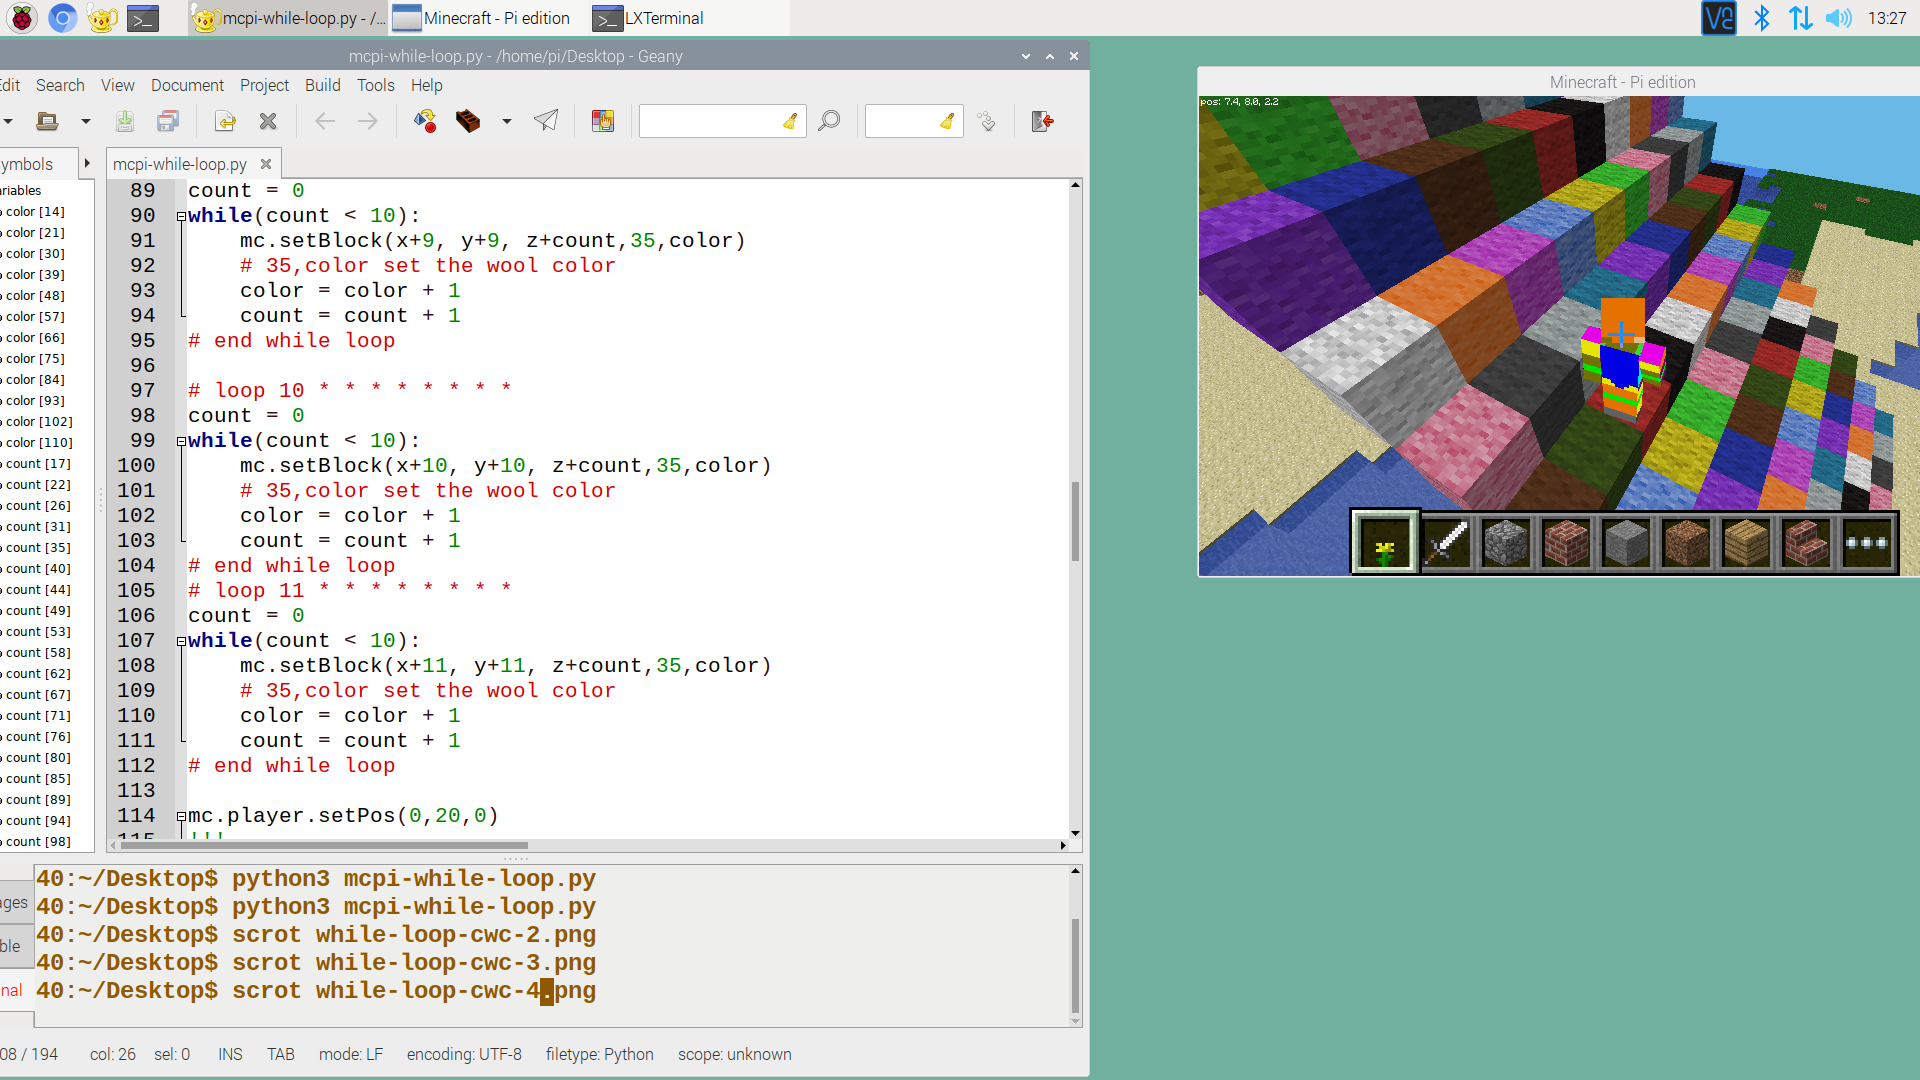 mcpi-while-loop.py - /...
Minecraft - Pi edition
LXTerminal
VNC
13:27
mcpi-while-loop.py - /home/pi/Desktop - Geany
Edit Search View Document Project Build Tools Help
ymbols
mcpi-while-loop.py
ariables
color [14]
color [21]
color [30]
color [39]
color [48]
color [57]
color [66]
color [75]
color [84]
color [93]
color [102]
color [110]
count [17]
count [22]
count [26]
count [31]
count [35]
count [40]
count [44]
count [49]
count [53]
count [58]
count [62]
count [67]
count [71]
count [76]
count [80]
count [85]
count [89]
count [94]
count [98]
89 count = 0
90 while(count < 10):
91 mc.setBlock(x+9, y+9, z+count,35,color)
92 # 35,color set the wool color
93 color = color + 1
94 count = count + 1
95 # end while loop
96
97 # loop 10 * * * * * * * *
98 count = 0
99 while(count < 10):
100 mc.setBlock(x+10, y+10, z+count,35,color)
101 # 35,color set the wool color
102 color = color + 1
103 count = count + 1
104 # end while loop
105 # loop 11 * * * * * * * *
106 count = 0
107 while(count < 10):
108 mc.setBlock(x+11, y+11, z+count,35,color)
109 # 35,color set the wool color
110 color = color + 1
111 count = count + 1
112 # end while loop
113
114 mc.player.setPos(0,20,0)
115 '''
ages
ble
nal
40:~/Desktop$ python3 mcpi-while-loop.py
40:~/Desktop$ python3 mcpi-while-loop.py
40:~/Desktop$ scrot while-loop-cwc-2.png
40:~/Desktop$ scrot while-loop-cwc-3.png
40:~/Desktop$ scrot while-loop-cwc-4.png
08 / 194 col: 26 sel: 0 INS TAB mode: LF encoding: UTF-8 filetype: Python scope: unknown
Minecraft - Pi edition
pos: 7.4, 8.0, 2.2